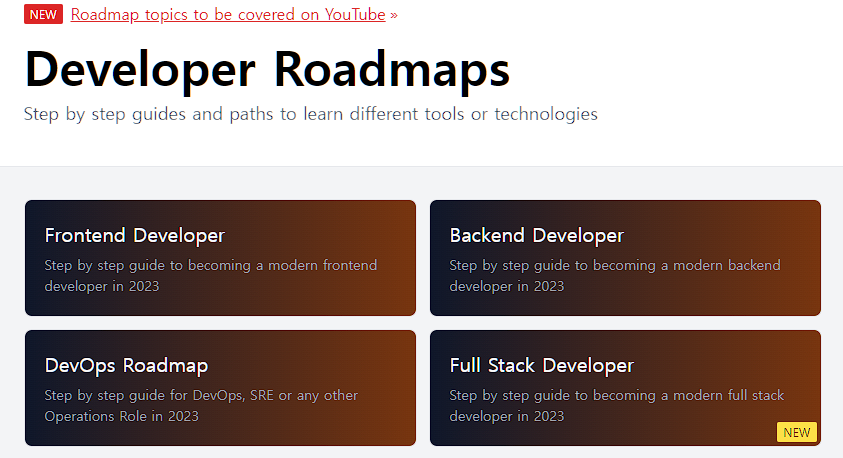 NEW Roadmap topics to be covered on YouTube »
Developer Roadmaps
Step by step guides and paths to learn different tools or technologies
Frontend Developer
Step by step guide to becoming a modern frontend
developer in 2023
Backend Developer
Step by step guide to becoming a modern backend
developer in 2023
DevOps Roadmap
Step by step guide for DevOps, SRE or any other
Operations Role in 2023
Full Stack Developer
Step by step guide to becoming a modern full stack
developer in 2023
NEW